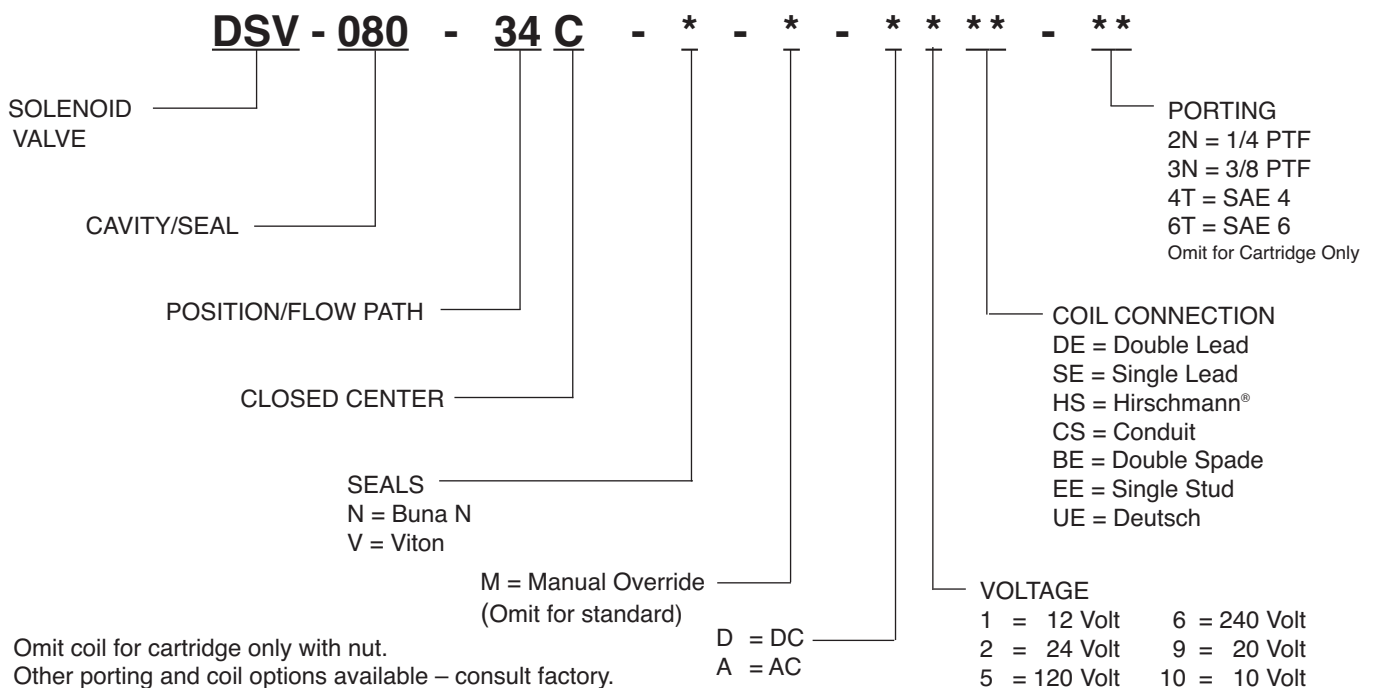 DSV - 080 - 34 C - * - * - * * ** - **
SOLENOID
VALVE
CAVITY/SEAL
POSITION/FLOW PATH
CLOSED CENTER
SEALS
N = Buna N
V = Viton
M = Manual Override
(Omit for standard)
D = DC
A = AC
VOLTAGE
1 = 12 Volt 6 = 240 Volt
2 = 24 Volt 9 = 20 Volt
5 = 120 Volt 10 = 10 Volt
COIL CONNECTION
DE = Double Lead
SE = Single Lead
HS = Hirschmann®
CS = Conduit
BE = Double Spade
EE = Single Stud
UE = Deutsch
PORTING
2N = 1/4 PTF
3N = 3/8 PTF
4T = SAE 4
6T = SAE 6
Omit for Cartridge Only
Omit coil for cartridge only with nut.
Other porting and coil options available – consult factory.